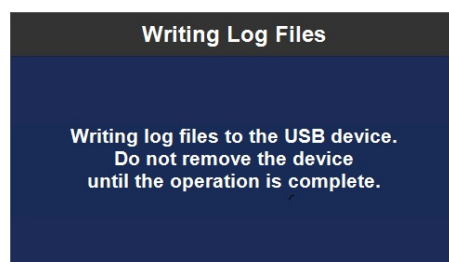 Writing Log Files
Writing log files to the USB device.
Do not remove the device
until the operation is complete.